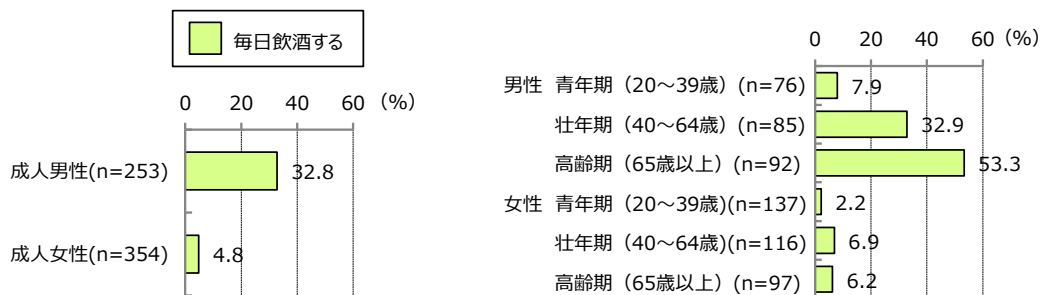 毎日飲酒する
0 20 40 60 （%）
成人男性(n=253) 32.8
成人女性(n=354) 4.8
0 20 40 60 （%）
男性 青年期（20～39歳）(n=76) 7.9
壮年期（40～64歳）(n=85) 32.9
高齢期（65歳以上）(n=92) 53.3
女性 青年期（20～39歳)(n=137) 2.2
壮年期（40～64歳)(n=116) 6.9
高齢期（65歳以上）(n=97) 6.2